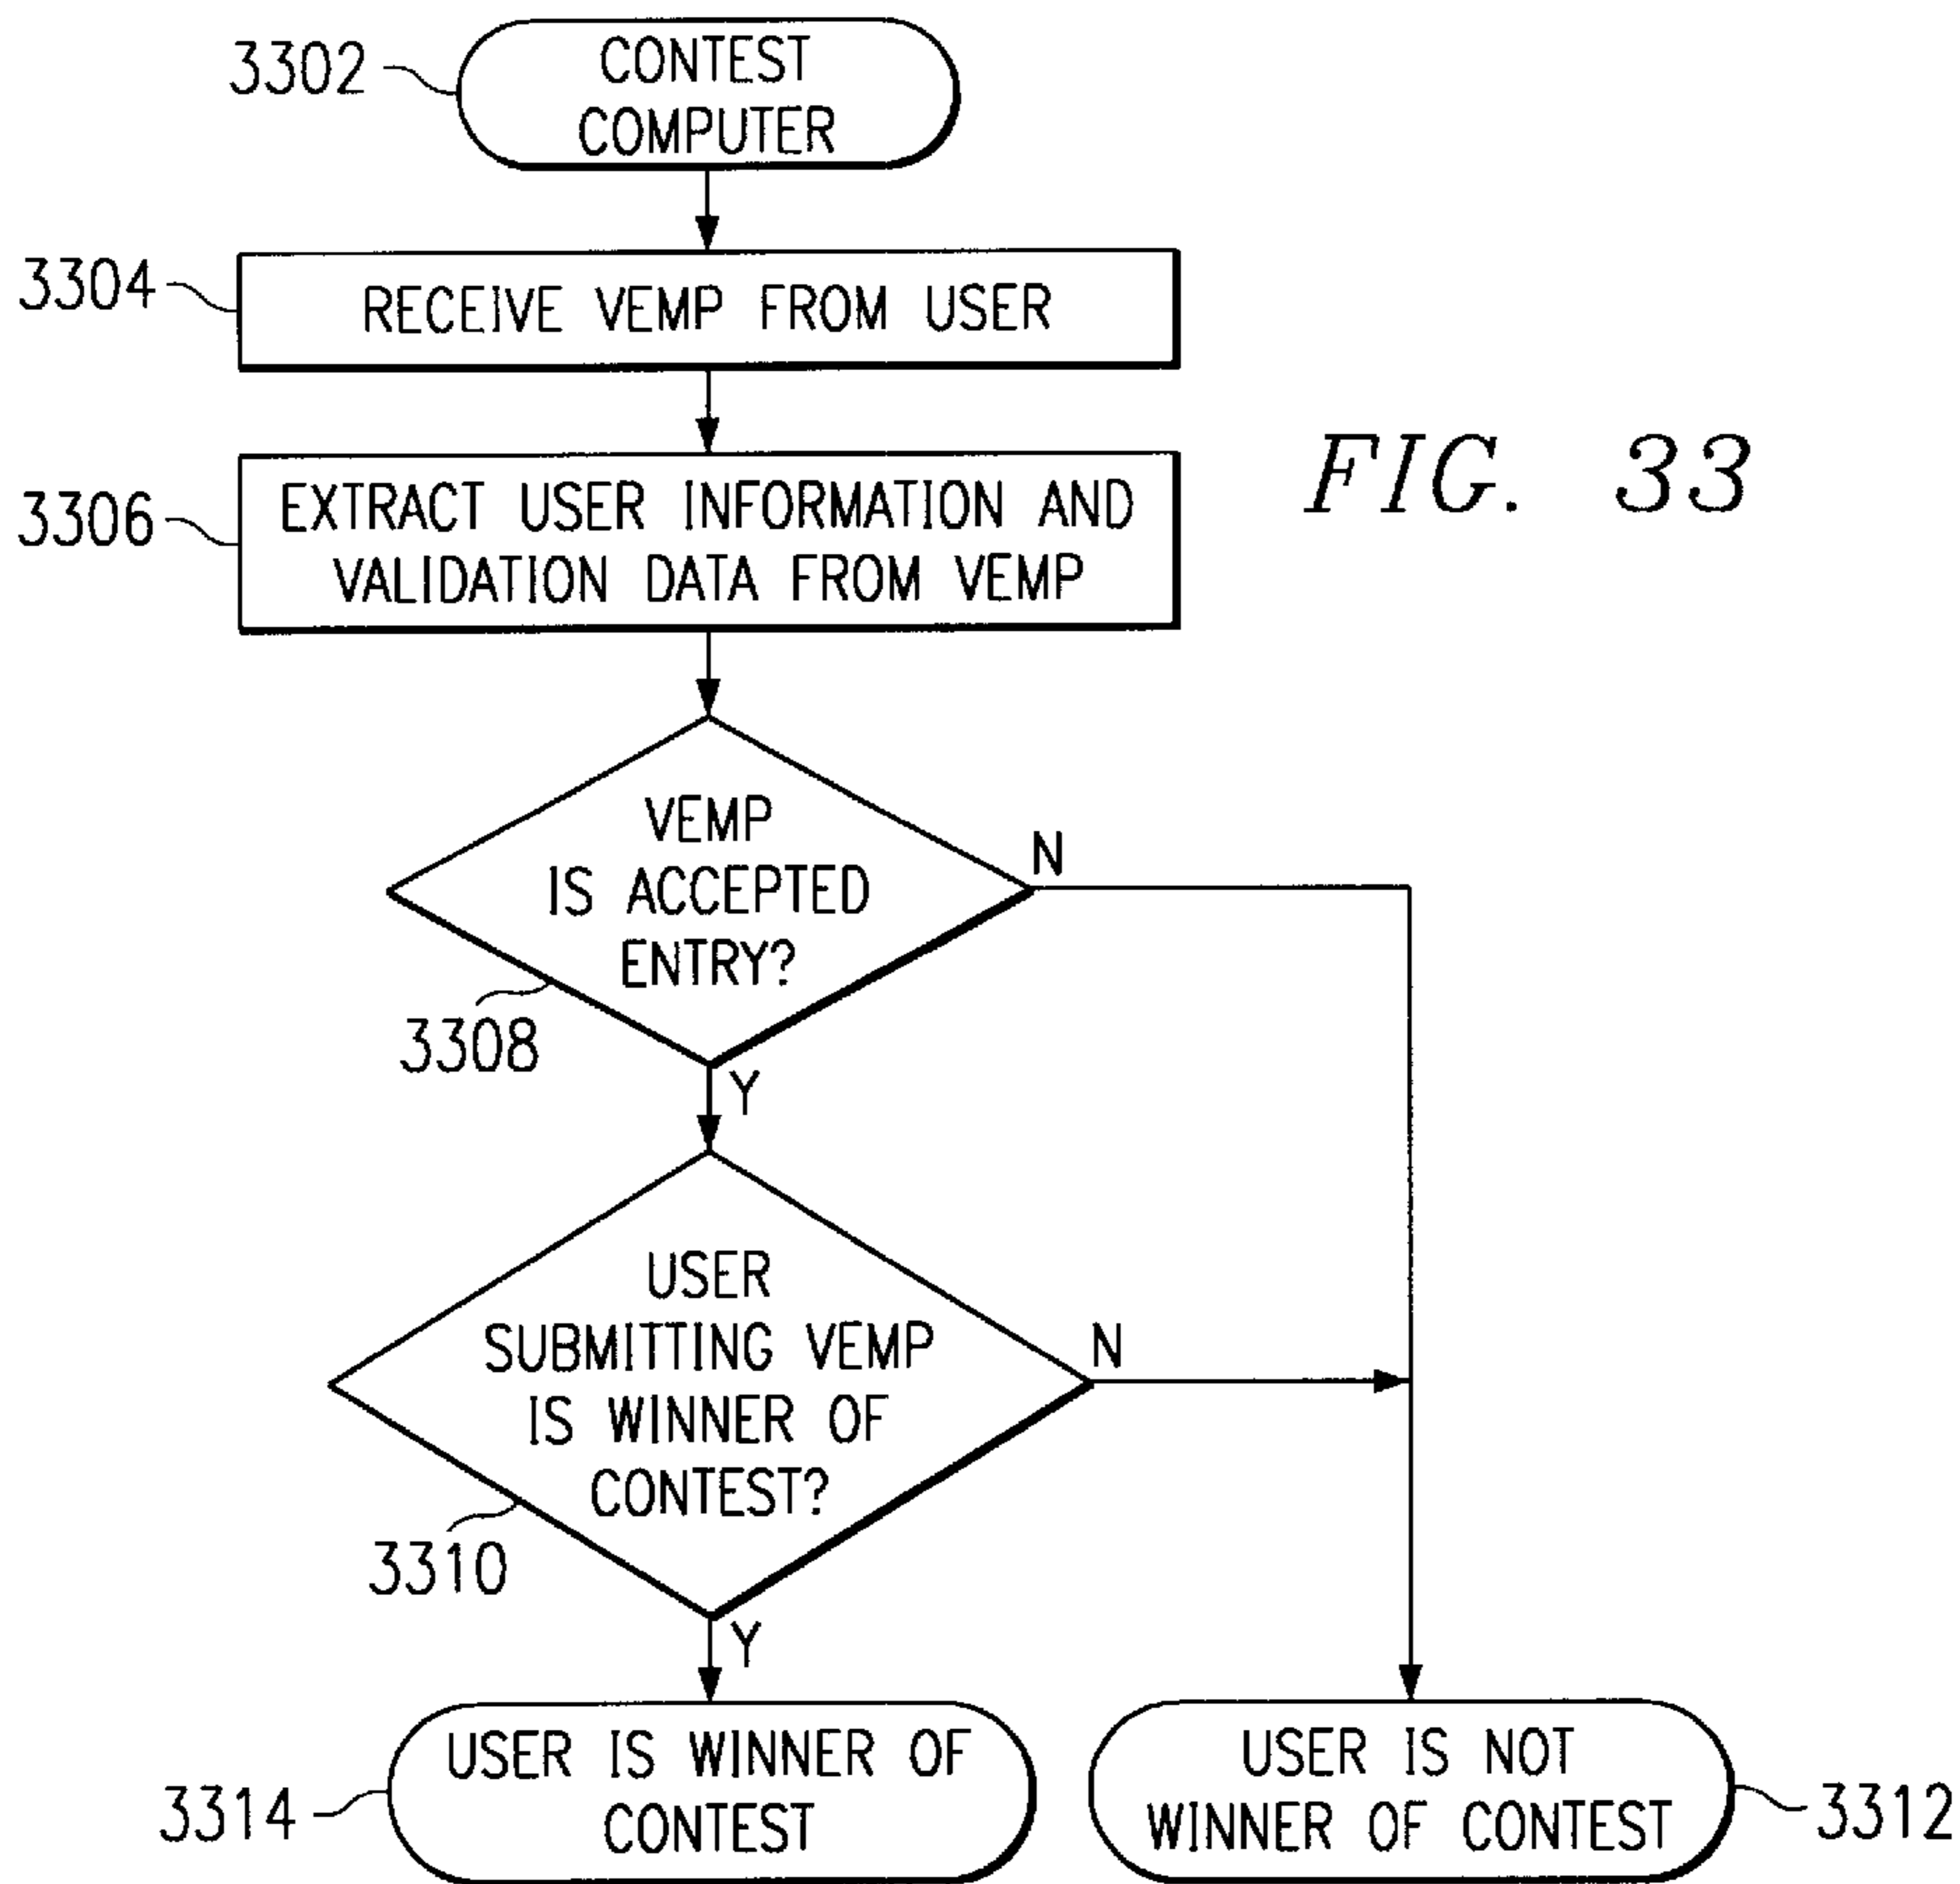 3302
CONTEST
COMPUTER
3304
RECEIVE VEMP FROM USER
3306
EXTRACT USER INFORMATION AND
VALIDATION DATA FROM VEMP
FIG. 33
VEMP
IS ACCEPTED
ENTRY?
N
3308
Y
USER
SUBMITTING VEMP
IS WINNER OF
CONTEST?
N
3310
Y
3314
USER IS WINNER OF
CONTEST
USER IS NOT
WINNER OF CONTEST
3312